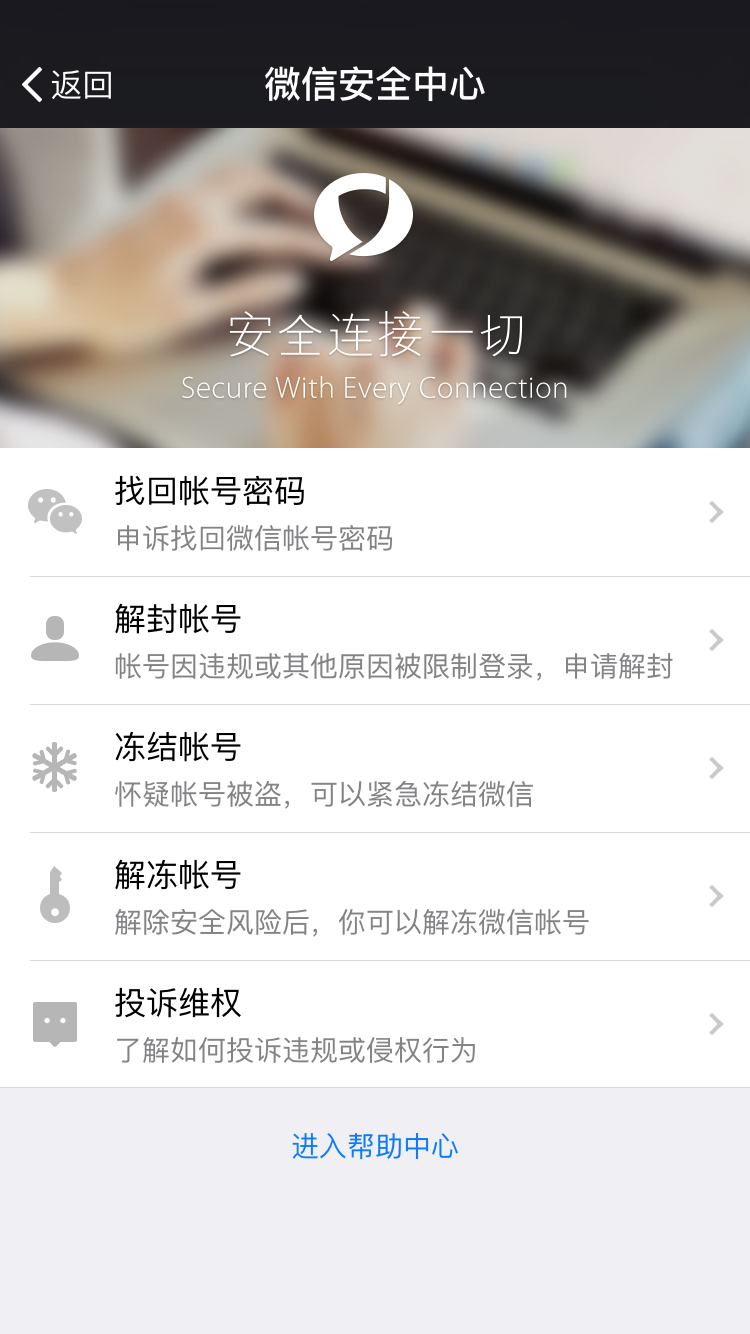 返回
微信安全中心
安全连接一切
Secure With Every Connection
找回帐号密码
申诉找回微信帐号密码
解封帐号
帐号因违规或其他原因被限制登录，申请解封
冻结帐号
怀疑帐号被盗，可以紧急冻结微信
解冻帐号
解除安全风险后，你可以解冻微信帐号
投诉维权
了解如何投诉违规或侵权行为
进入帮助中心